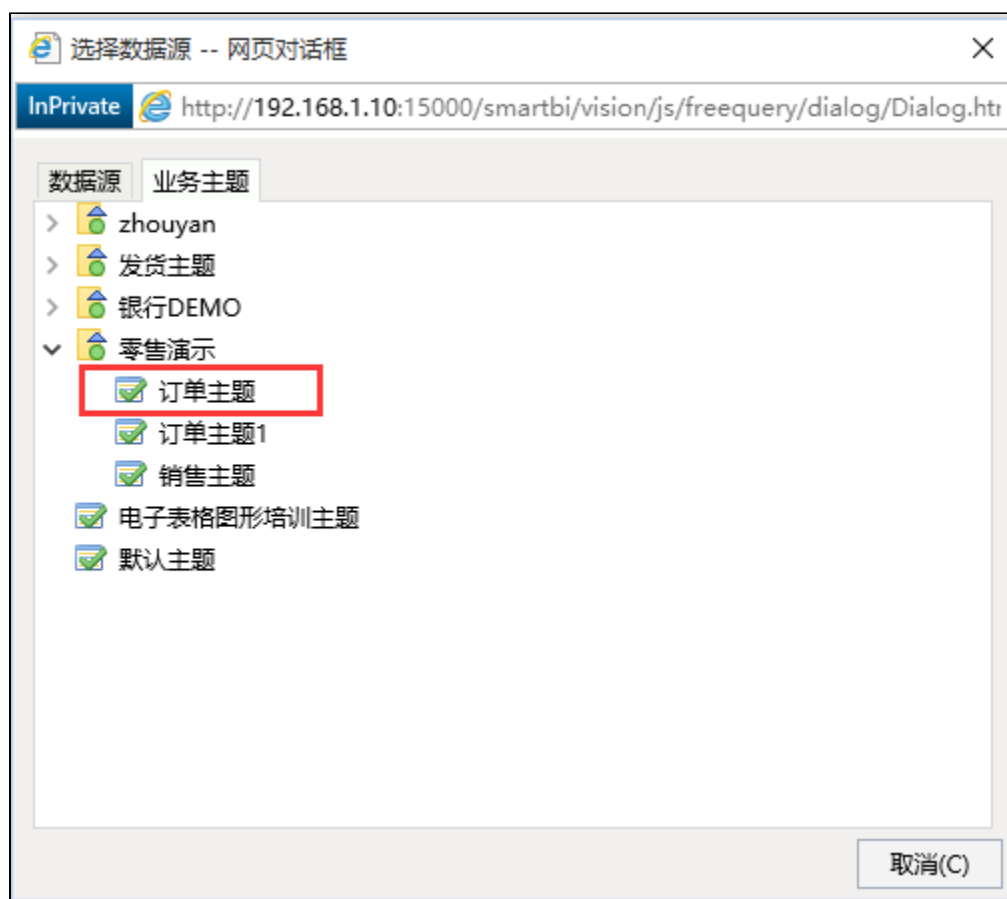 选择数据源 -- 网页对话框
InPrivate http://192.168.1.10:15000/smartbi/vision/js/freequery/dialog/Dialog.htr
数据源 业务主题
zhouyan
发货主题
银行DEMO
零售演示
订单主题
订单主题1
销售主题
电子表格图形培训主题
默认主题
取消(C)